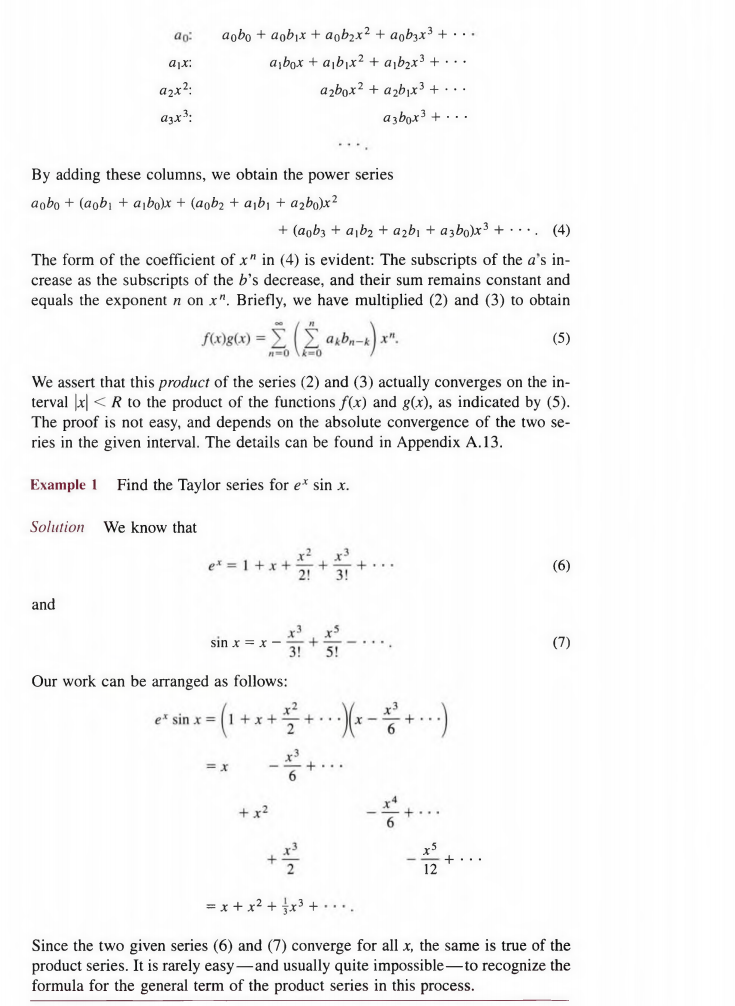 a₀: a₀b₀ + a₀b₁x + a₀b₂x² + a₀b₃x³ + · · ·
a₁x: a₁b₀x + a₁b₁x² + a₁b₂x³ + · · ·
a₂x²: a₂b₀x² + a₂b₁x³ + · · ·
a₃x³: a₃b₀x³ + · · ·
· · · .
By adding these columns, we obtain the power series
a₀b₀ + (a₀b₁ + a₁b₀)x + (a₀b₂ + a₁b₁ + a₂b₀)x²
+ (a₀b₃ + a₁b₂ + a₂b₁ + a₃b₀)x³ + · · · . (4)
The form of the coefficient of xⁿ in (4) is evident: The subscripts of the a's in-
crease as the subscripts of the b's decrease, and their sum remains constant and
equals the exponent n on xⁿ. Briefly, we have multiplied (2) and (3) to obtain
f(x)g(x) = ∑_{n=0}^{∞} ( ∑_{k=0}^{n} aₖbₙ₋ₖ ) xⁿ. (5)
We assert that this product of the series (2) and (3) actually converges on the in-
terval |x| < R to the product of the functions f(x) and g(x), as indicated by (5).
The proof is not easy, and depends on the absolute convergence of the two se-
ries in the given interval. The details can be found in Appendix A.13.
Example 1 Find the Taylor series for eˣ sin x.
Solution We know that
eˣ = 1 + x + x²/2! + x³/3! + · · · (6)
and
sin x = x − x³/3! + x⁵/5! − · · · . (7)
Our work can be arranged as follows:
eˣ sin x = (1 + x + x²/2 + · · ·)(x − x³/6 + · · ·)
= x − x³/6 + · · ·
+ x² − x⁴/6 + · · ·
+ x³/2 − x⁵/12 + · · ·
= x + x² + ⅓x³ + · · · .
Since the two given series (6) and (7) converge for all x, the same is true of the
product series. It is rarely easy—and usually quite impossible—to recognize the
formula for the general term of the product series in this process.